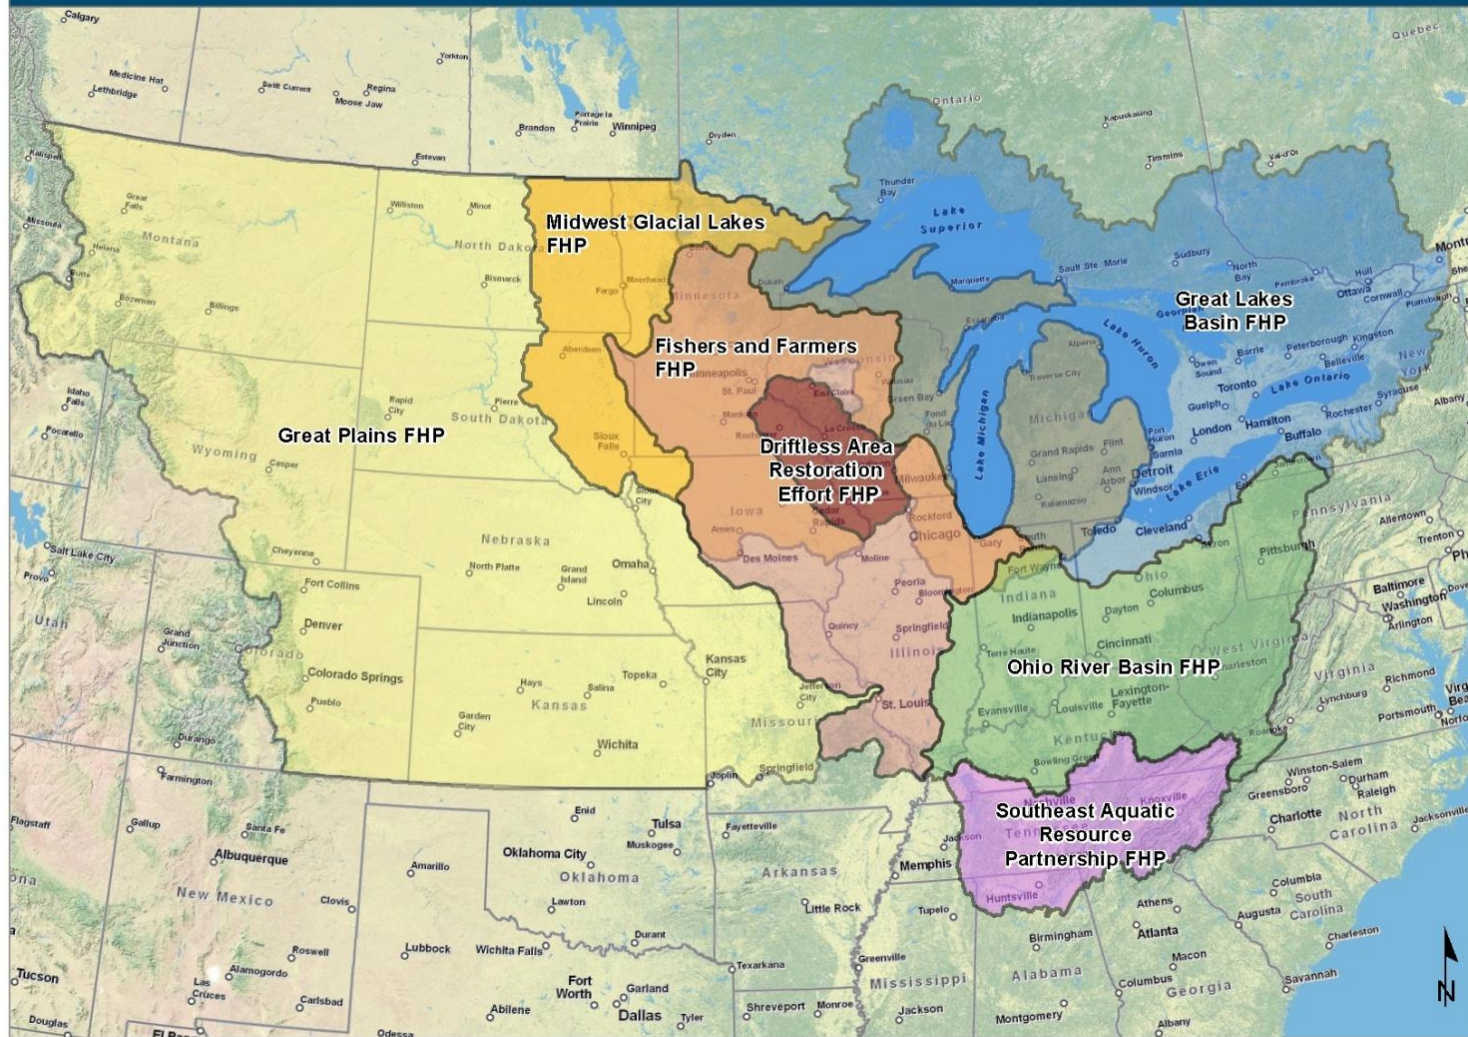 Calgary
Quebec
Medicine Hat
Lethbridge
Swift Current
Regina
Moose Jaw
Yorkton
Brandon
Portage la
Prairie
Winnipeg
Estevan
Dryden
Ontario
Kapuskasing
Timmins
Val-d'Or
Kalispell
Missoula
Great
Falls
Montana
Helena
Butte
Bozeman
Billings
Williston
Minot
North Dakota
Bismarck
Midwest Glacial Lakes
FHP
Fargo
Moorhead
Minnesota
Thunder
Bay
Lake
Superior
Duluth
Marquette
Sault Ste. Marie
Sudbury
North
Bay
Pembroke
Hull
Ottawa
Cornwall
Plattsburgh
Great Lakes
Basin FHP
Georgian
Lake Huron
Escanaba
Alpena
Traverse City
Owen
Sound
Barrie
Peterborough
Kingston
Belleville
Toronto
Lake Ontario
New
York
Syracuse
Rochester
Albany
Guelph
Hamilton
London
Buffalo
Port
Huron
Sarnia
Aberdeen
Fishers and Farmers
FHP
Minneapolis
St. Paul
Wisconsin
Eau Claire
Wausau
Green Bay
Fond
du Lac
Lake Michigan
Michigan
Grand Rapids
Flint
Lansing
Ann
Arbor
Kalamazoo
Detroit
Windsor
Lake Erie
Erie
Jamestown
Idaho
Falls
Pocatello
Wyoming
Casper
Great Plains FHP
Rapid
City
Pierre
South Dakota
Sioux
Falls
Sioux
City
Mankato
Rochester
La Crosse
Driftless Area
Restoration
Effort FHP
Milwaukee
Rockford
Chicago
Gary
South
Toledo
Cleveland
Akron
Pennsylvania
Allentown
Trenton
Pittsburgh
Iowa
Ames
Cedar
Rapids
Des Moines
Moline
Salt Lake City
Provo
Utah
Cheyenne
Fort Collins
Denver
Colorado
Grand
Junction
Colorado Springs
Pueblo
Durango
Nebraska
North Platte
Grand
Island
Omaha
Lincoln
Peoria
Bloomington
Fort Wayne
Indiana
Indianapolis
Ohio
Columbus
Dayton
Cincinnati
Baltimore
Washington
Arlington
Dover
Quincy
Springfield
Illinois
Terre Haute
Ohio River Basin FHP
West Virginia
Charleston
Virginia
Richmond
Lynchburg
Portsmouth
Roanoke
Kansas
City
Topeka
Hays
Salina
Kansas
Garden
City
Wichita
Jefferson
City
Missouri
St. Louis
Springfield
Joplin
Evansville
Louisville
Lexington-
Fayette
Kentucky
Bowling Green
Farmington
Flagstaff
Gallup
Santa Fe
Albuquerque
New Mexico
Clovis
Roswell
Alamogordo
Las
Cruces
Carlsbad
Tucson
Douglas
Enid
Tulsa
Muskogee
Oklahoma City
Oklahoma
Amarillo
Lawton
Lubbock
Wichita Falls
Durant
Fort
Worth
Garland
Dallas
Abilene
Tyler
Odessa
Fayetteville
Arkansas
Little Rock
Texarkana
Shreveport
Monroe
Memphis
Jackson
Nashville
Knoxville
Tennessee
Southeast Aquatic
Resource
Partnership FHP
Huntsville
Tupelo
Greenville
Mississippi
Jackson
Birmingham
Alabama
Montgomery
Athens
Atlanta
Macon
Columbus
Georgia
Albany
Winston-Salem
Greensboro
Durham
Raleigh
Charlotte
North
Carolina
Jacksonville
Columbia
South
Carolina
Augusta
Charleston
Savannah
N